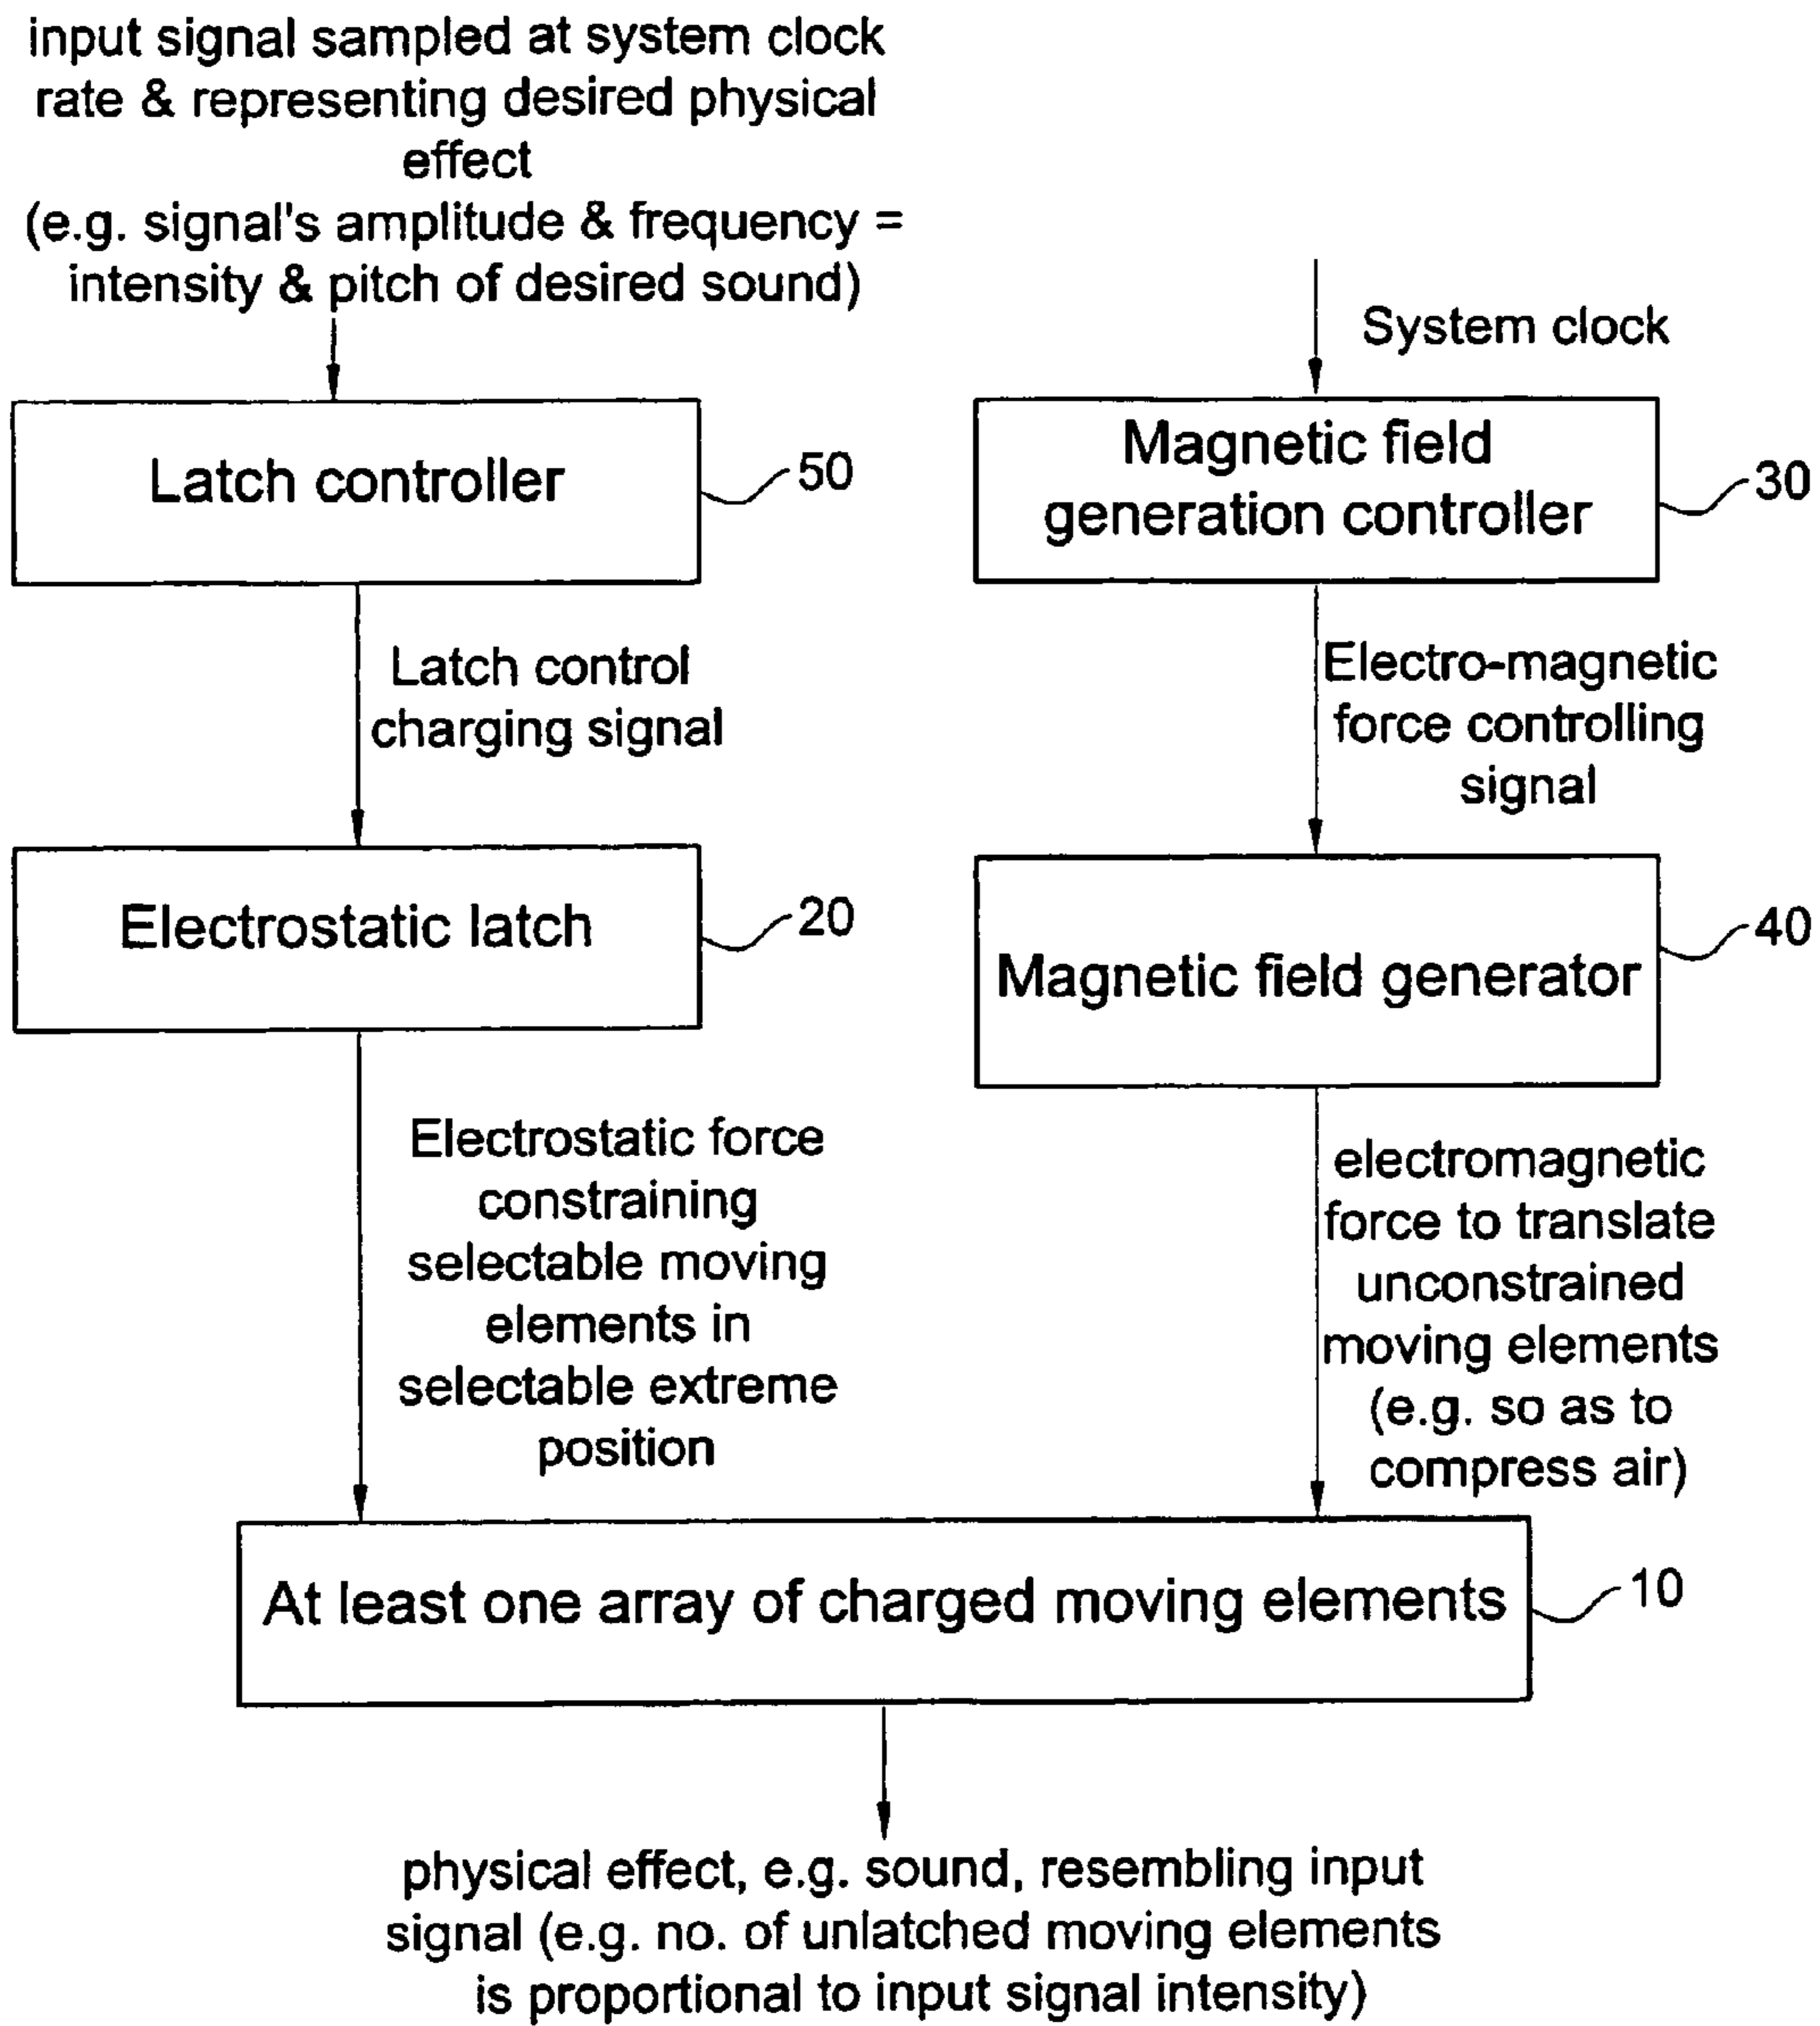 input signal sampled at system clock
rate & representing desired physical
effect
(e.g. signal's amplitude & frequency =
intensity & pitch of desired sound)
System clock
Latch controller
50
Magnetic field
generation controller
30
Latch control
charging signal
Electro-magnetic
force controlling
signal
Electrostatic latch
20
Magnetic field generator
40
Electrostatic force
constraining
selectable moving
elements in
selectable extreme
position
electromagnetic
force to translate
unconstrained
moving elements
(e.g. so as to
compress air)
At least one array of charged moving elements
10
physical effect, e.g. sound, resembling input
signal (e.g. no. of unlatched moving elements
is proportional to input signal intensity)